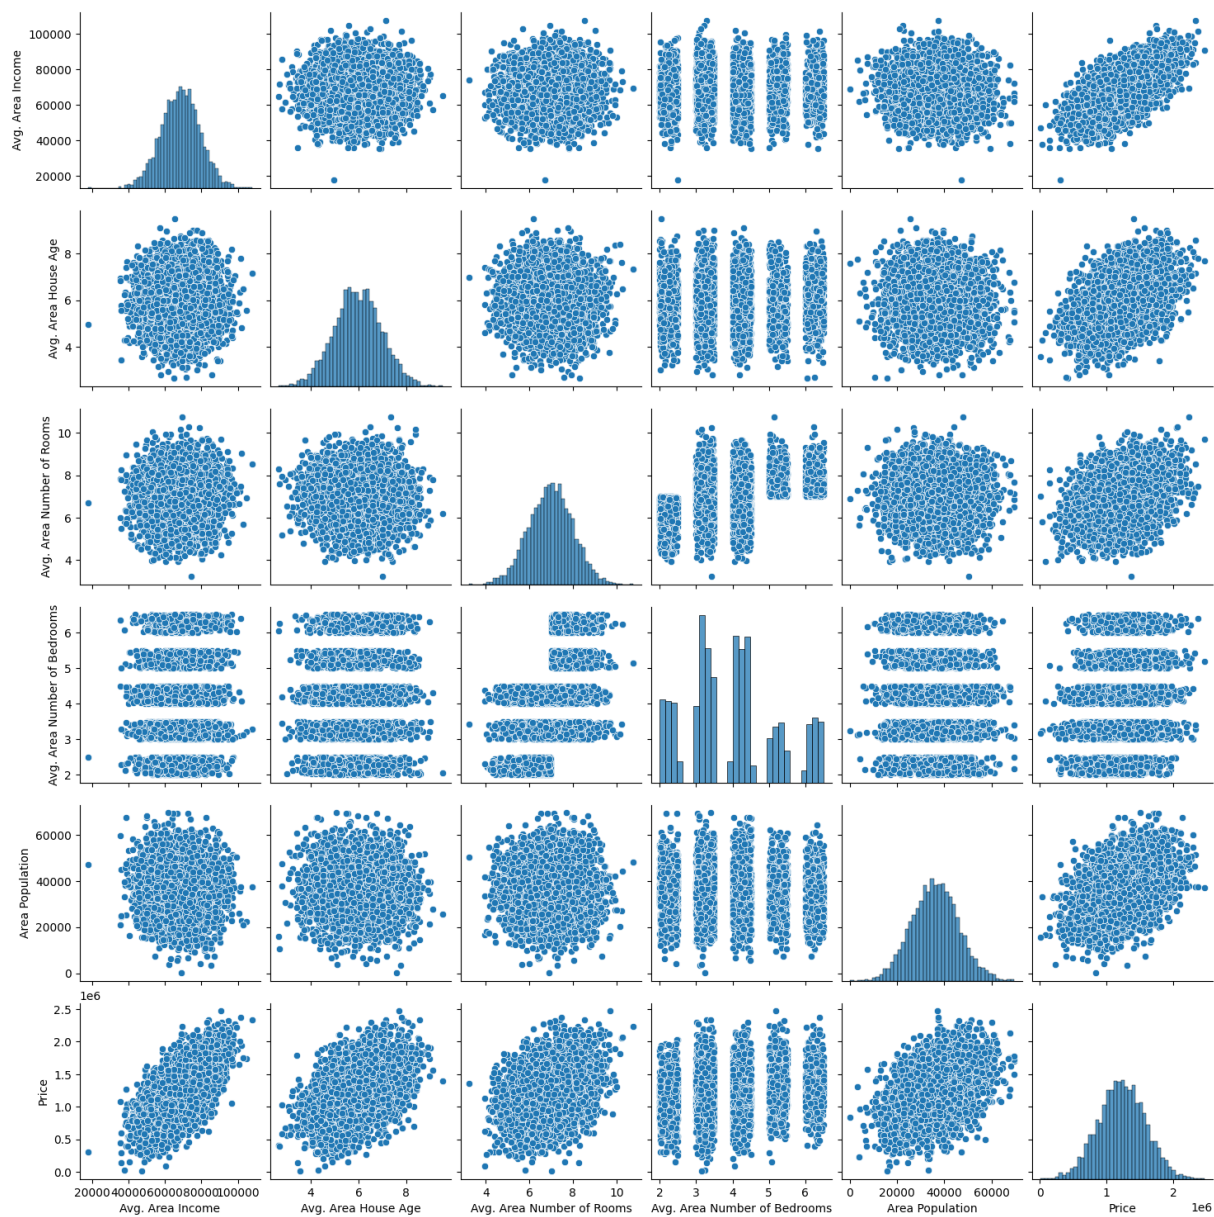 100000
80000
60000
40000
20000
Avg. Area Income
8
6
4
Avg. Area House Age
10
8
6
4
Avg. Area Number of Rooms
6
5
4
3
2
Avg. Area Number of Bedrooms
60000
40000
20000
0
Area Population
1e6
2.5
2.0
1.5
1.0
0.5
0.0
Price
20000 40000 60000 80000 100000
4 6 8
4 6 8 10
2 3 4 5 6
0 20000 40000 60000
0 1 2
1e6
Avg. Area Income
Avg. Area House Age
Avg. Area Number of Rooms
Avg. Area Number of Bedrooms
Area Population
Price